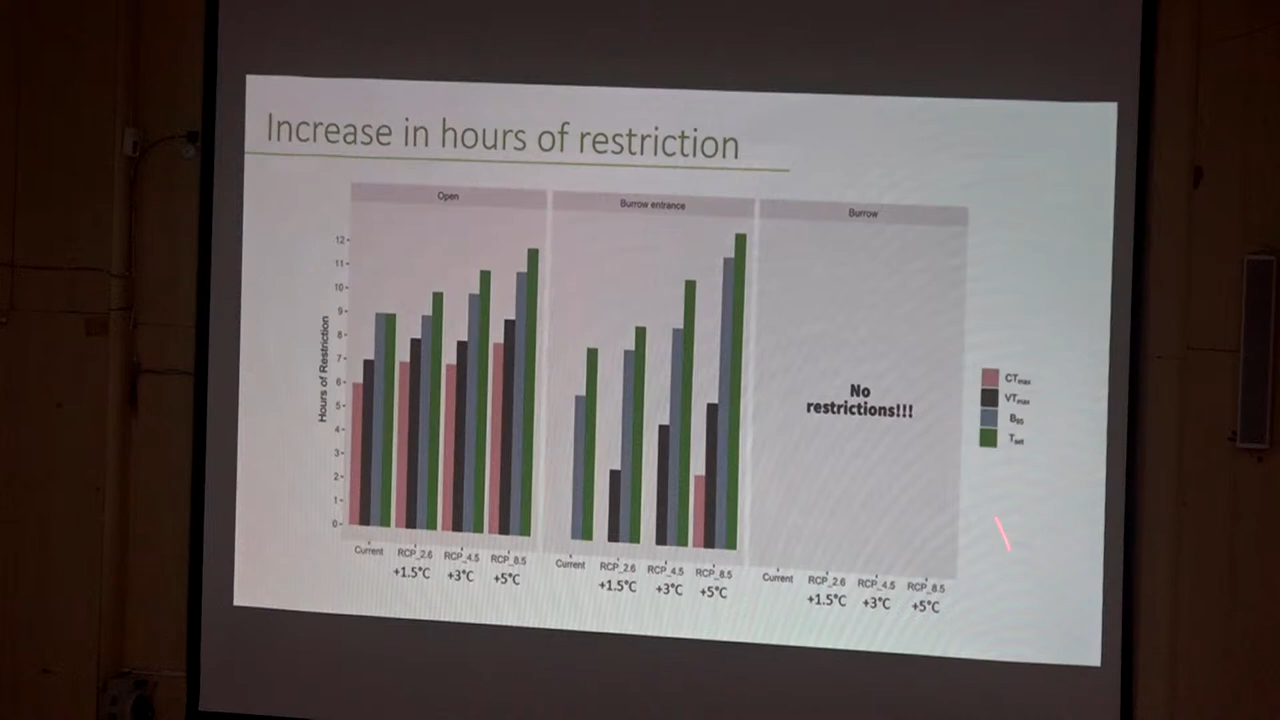 Increase in hours of restriction
Open
Burrow entrance
Burrow
Hours of Restriction
12
11
10
9
8
7
6
5
4
3
2
1
0
No
restrictions!!!
CTmax
VTmax
B95
Tset
Current RCP_2.6 RCP_4.5 RCP_8.5
+1.5°C +3°C +5°C
Current RCP_2.6 RCP_4.5 RCP_8.5
+1.5°C +3°C +5°C
Current RCP_2.6 RCP_4.5 RCP_8.5
+1.5°C +3°C +5°C